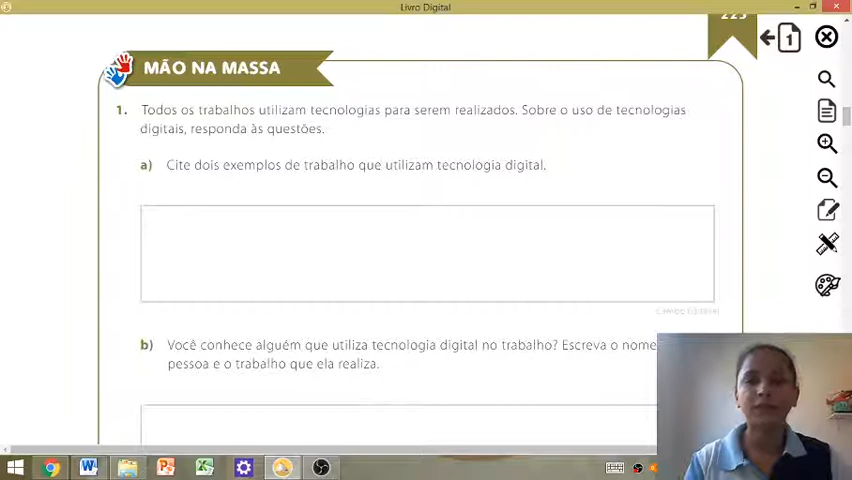 Livro Digital
223
1
MÃO NA MASSA
1. Todos os trabalhos utilizam tecnologias para serem realizados. Sobre o uso de tecnologias
digitais, responda às questões.
a) Cite dois exemplos de trabalho que utilizam tecnologia digital.
b) Você conhece alguém que utiliza tecnologia digital no trabalho? Escreva o nome
pessoa e o trabalho que ela realiza.